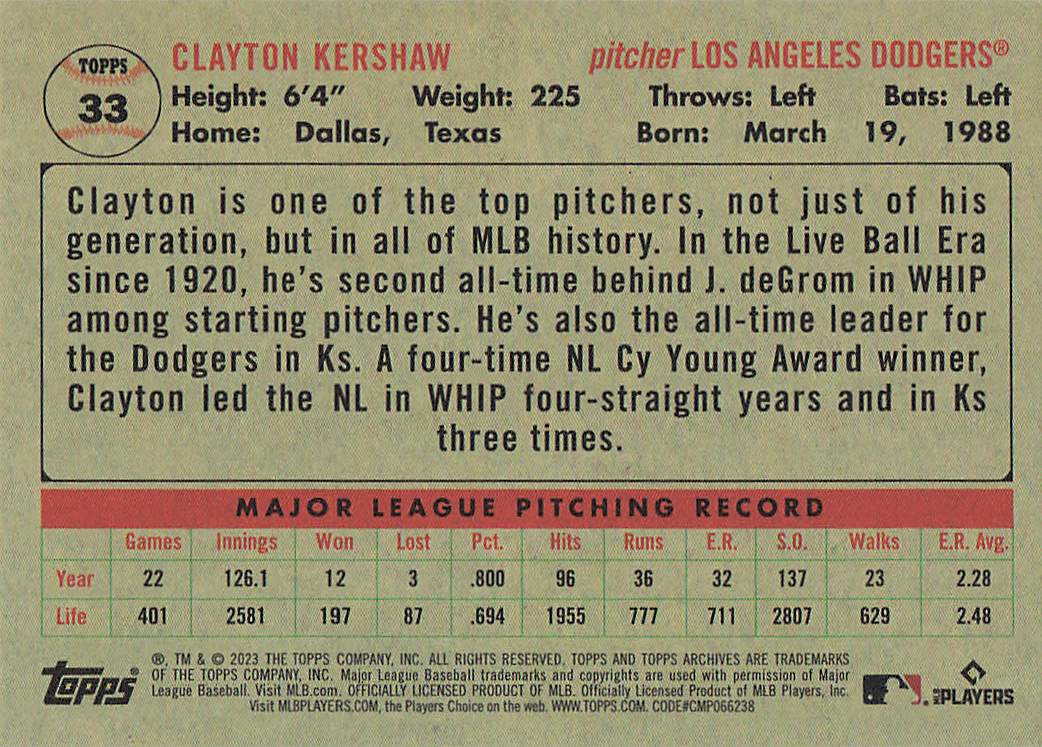 TOPPS
33
CLAYTON KERSHAW pitcher LOS ANGELES DODGERS®
Height: 6'4" Weight: 225 Throws: Left Bats: Left
Home: Dallas, Texas Born: March 19, 1988
Clayton is one of the top pitchers, not just of his
generation, but in all of MLB history. In the Live Ball Era
since 1920, he's second all-time behind J. deGrom in WHIP
among starting pitchers. He's also the all-time leader for
the Dodgers in Ks. A four-time NL Cy Young Award winner,
Clayton led the NL in WHIP four-straight years and in Ks
three times.
MAJOR LEAGUE PITCHING RECORD
Games Innings Won Lost Pct. Hits Runs E.R. S.O. Walks E.R. Avg.
Year 22 126.1 12 3 .800 96 36 32 137 23 2.28
Life 401 2581 197 87 .694 1955 777 711 2807 629 2.48
topps®
®, TM & © 2023 THE TOPPS COMPANY, INC. ALL RIGHTS RESERVED. TOPPS AND TOPPS ARCHIVES ARE TRADEMARKS
OF THE TOPPS COMPANY, INC. Major League Baseball trademarks and copyrights are used with permission of Major
League Baseball. Visit MLB.com. OFFICIALLY LICENSED PRODUCT OF MLB. Officially Licensed Product of MLB Players, Inc.
Visit MLBPLAYERS.COM, the Players Choice on the web. WWW.TOPPS.COM. CODE#CMP066238
MLB PLAYERS